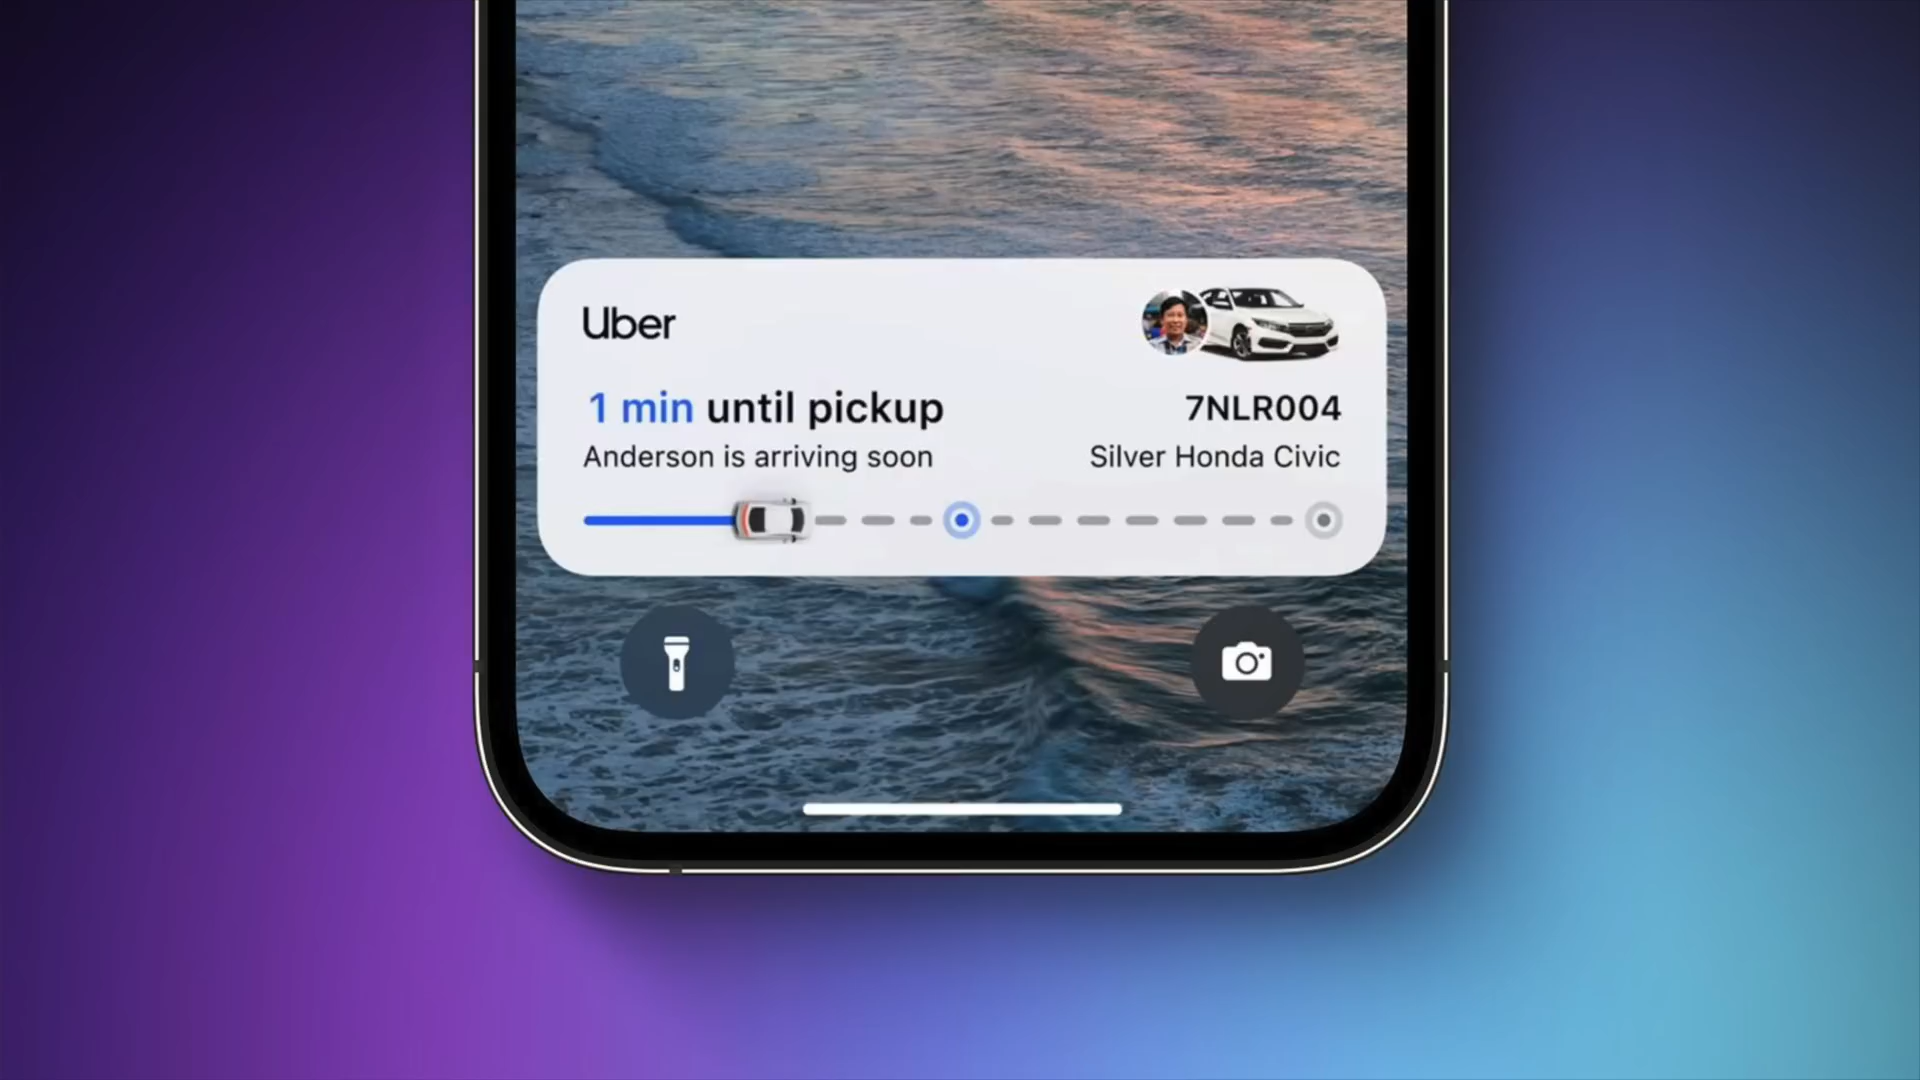 Uber
1 min until pickup
7NLR004
Anderson is arriving soon
Silver Honda Civic